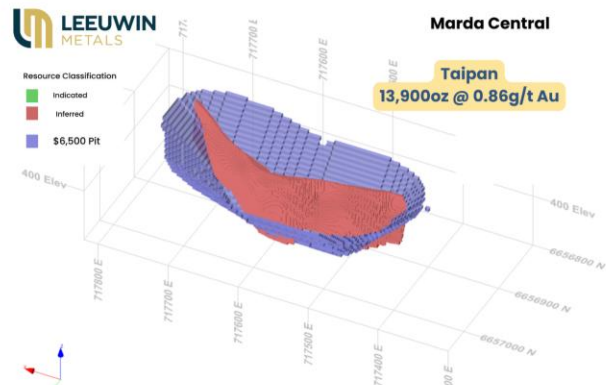 LEEUWIN
METALS
Marda Central
Taipan
13,900oz @ 0.86g/t Au
Resource Classification
Indicated
Inferred
$6,500 Pit
717700 E
717600 E
400 Elev
400 Elev
6656800 N
6656900 N
6657000 N
717800 E
717700 E
717600 E
717500 E
717400 E